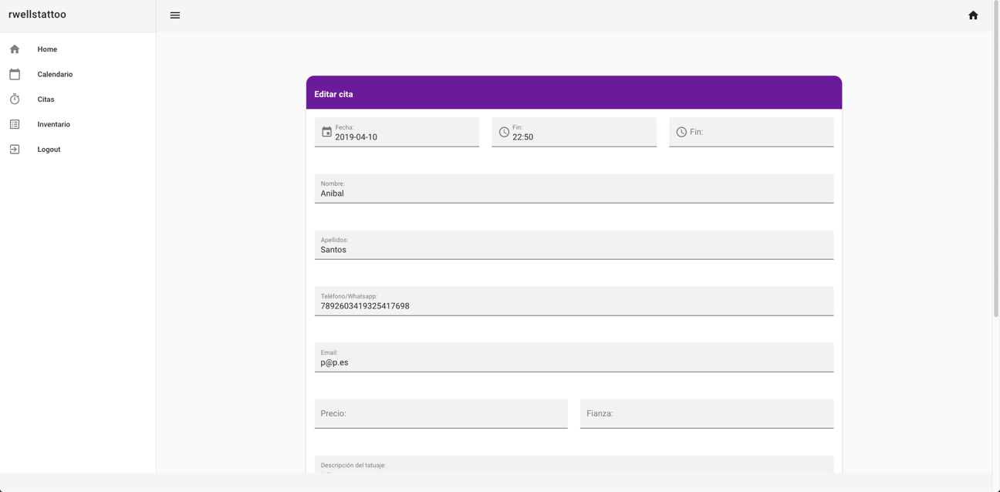 rwellstattoo
Home
Calendario
Citas
Inventario
Logout
Editar cita
Fecha:
2019-04-10
Fin:
22:50
Fin:
Nombre:
Anibal
Apellidos:
Santos
Teléfono/Whatsapp:
7892603419325417698
Email:
p@p.es
Precio:
Fianza:
Descripción del tatuaje: